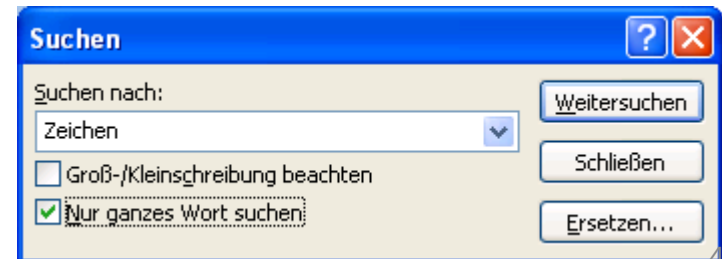 Suchen
Suchen nach:
Zeichen
Groß-/Kleinschreibung beachten
Nur ganzes Wort suchen
Weitersuchen
Schließen
Ersetzen...